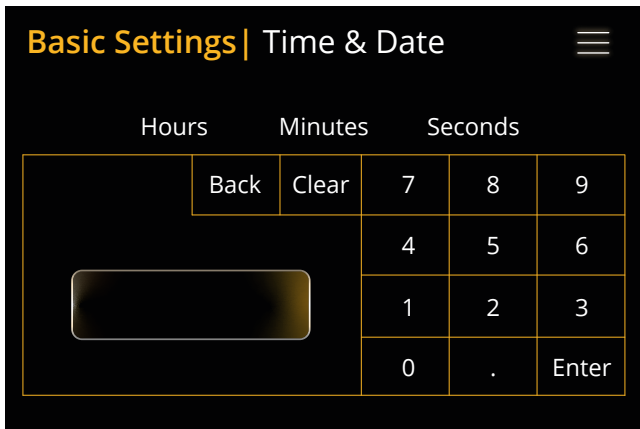 Basic Settings| Time & Date
Hours Minutes Seconds
Back Clear 7 8 9
4 5 6
1 2 3
0 . Enter